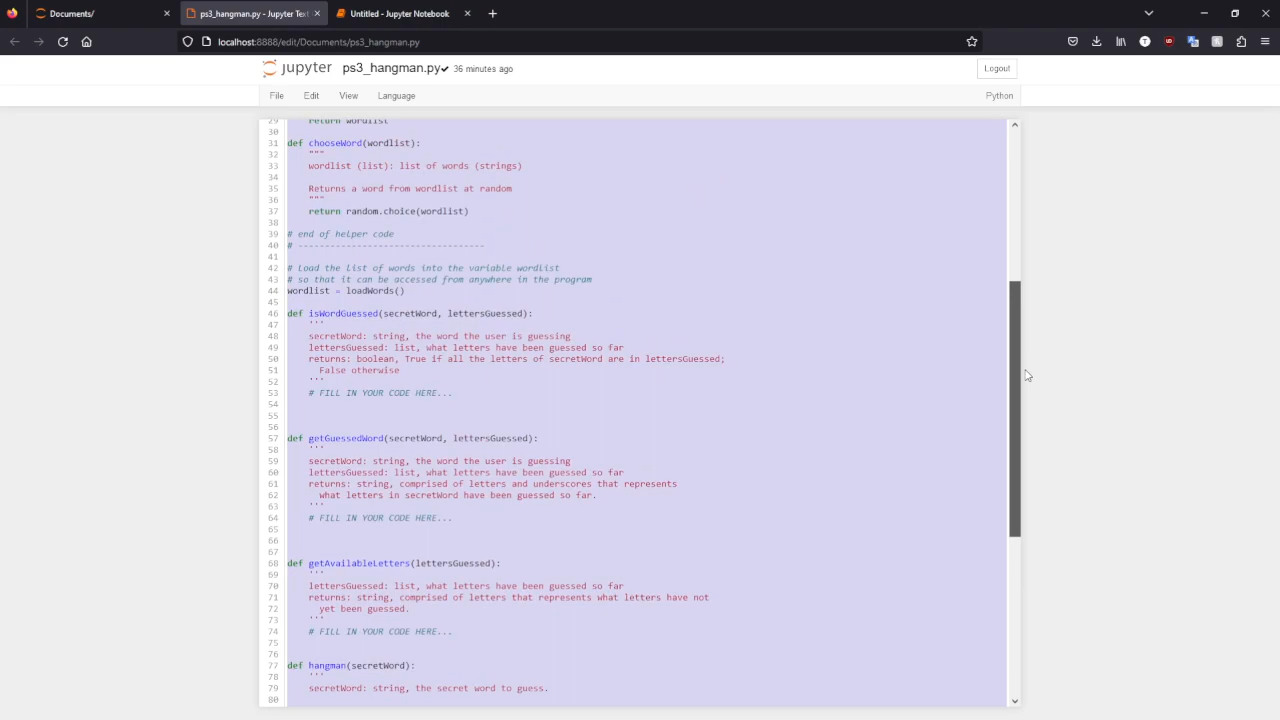 Documents/
ps3_hangman.py - Jupyter Text
Untitled - Jupyter Notebook
localhost:8888/edit/Documents/ps3_hangman.py
jupyter ps3_hangman.py 36 minutes ago Logout
File Edit View Language Python
29 return wordlist
30
31 def chooseWord(wordlist):
32 """
33 wordlist (list): list of words (strings)
34
35 Returns a word from wordlist at random
36 """
37 return random.choice(wordlist)
38
39 # end of helper code
40 # -----------------------------------
41
42 # Load the list of words into the variable wordlist
43 # so that it can be accessed from anywhere in the program
44 wordlist = loadWords()
45
46 def isWordGuessed(secretWord, lettersGuessed):
47 '''
48 secretWord: string, the word the user is guessing
49 lettersGuessed: list, what letters have been guessed so far
50 returns: boolean, True if all the letters of secretWord are in lettersGuessed;
51 False otherwise
52 '''
53 # FILL IN YOUR CODE HERE...
54
55
56
57 def getGuessedWord(secretWord, lettersGuessed):
58 '''
59 secretWord: string, the word the user is guessing
60 lettersGuessed: list, what letters have been guessed so far
61 returns: string, comprised of letters and underscores that represents
62 what letters in secretWord have been guessed so far.
63 '''
64 # FILL IN YOUR CODE HERE...
65
66
67
68 def getAvailableLetters(lettersGuessed):
69 '''
70 lettersGuessed: list, what letters have been guessed so far
71 returns: string, comprised of letters that represents what letters have not
72 yet been guessed.
73 '''
74 # FILL IN YOUR CODE HERE...
75
76
77 def hangman(secretWord):
78 '''
79 secretWord: string, the secret word to guess.
80